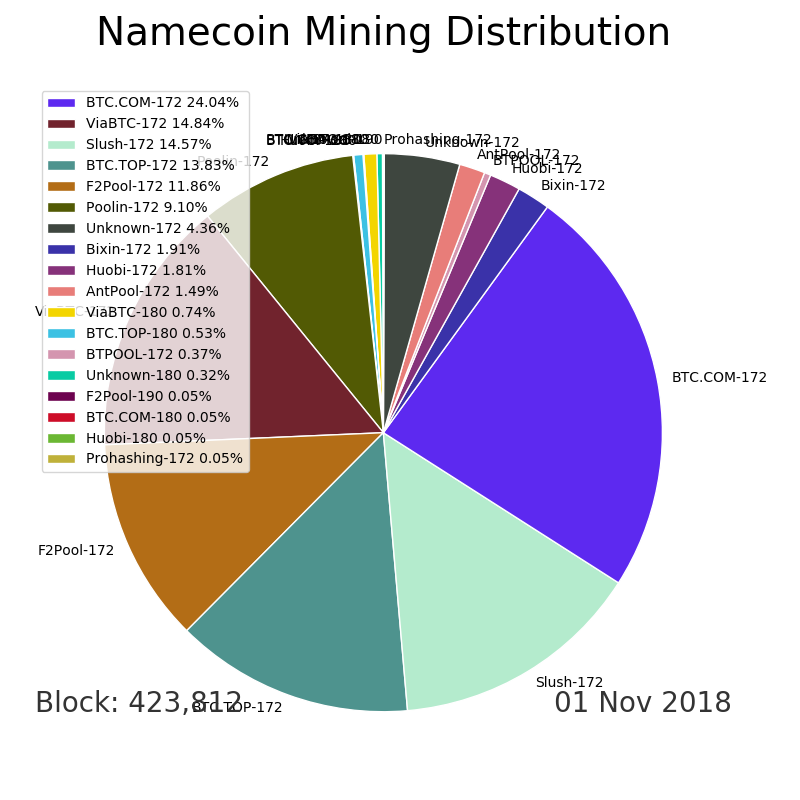 Namecoin Mining Distribution
BTC.COM-172 24.04%
ViaBTC-172 14.84%
Slush-172 14.57%
BTC.TOP-172 13.83%
F2Pool-172 11.86%
Poolin-172 9.10%
Unknown-172 4.36%
Bixin-172 1.91%
Huobi-172 1.81%
AntPool-172 1.49%
ViaBTC-180 0.74%
BTC.TOP-180 0.53%
BTPOOL-172 0.37%
Unknown-180 0.32%
F2Pool-190 0.05%
BTC.COM-180 0.05%
Huobi-180 0.05%
Prohashing-172 0.05%
Prohashing-172
Unknown-172
AntPool-172
BTPOOL-172
Huobi-172
Bixin-172
BTC.COM-172
Slush-172
BTC.TOP-172
F2Pool-172
Poolin-172
Block: 423,812
01 Nov 2018